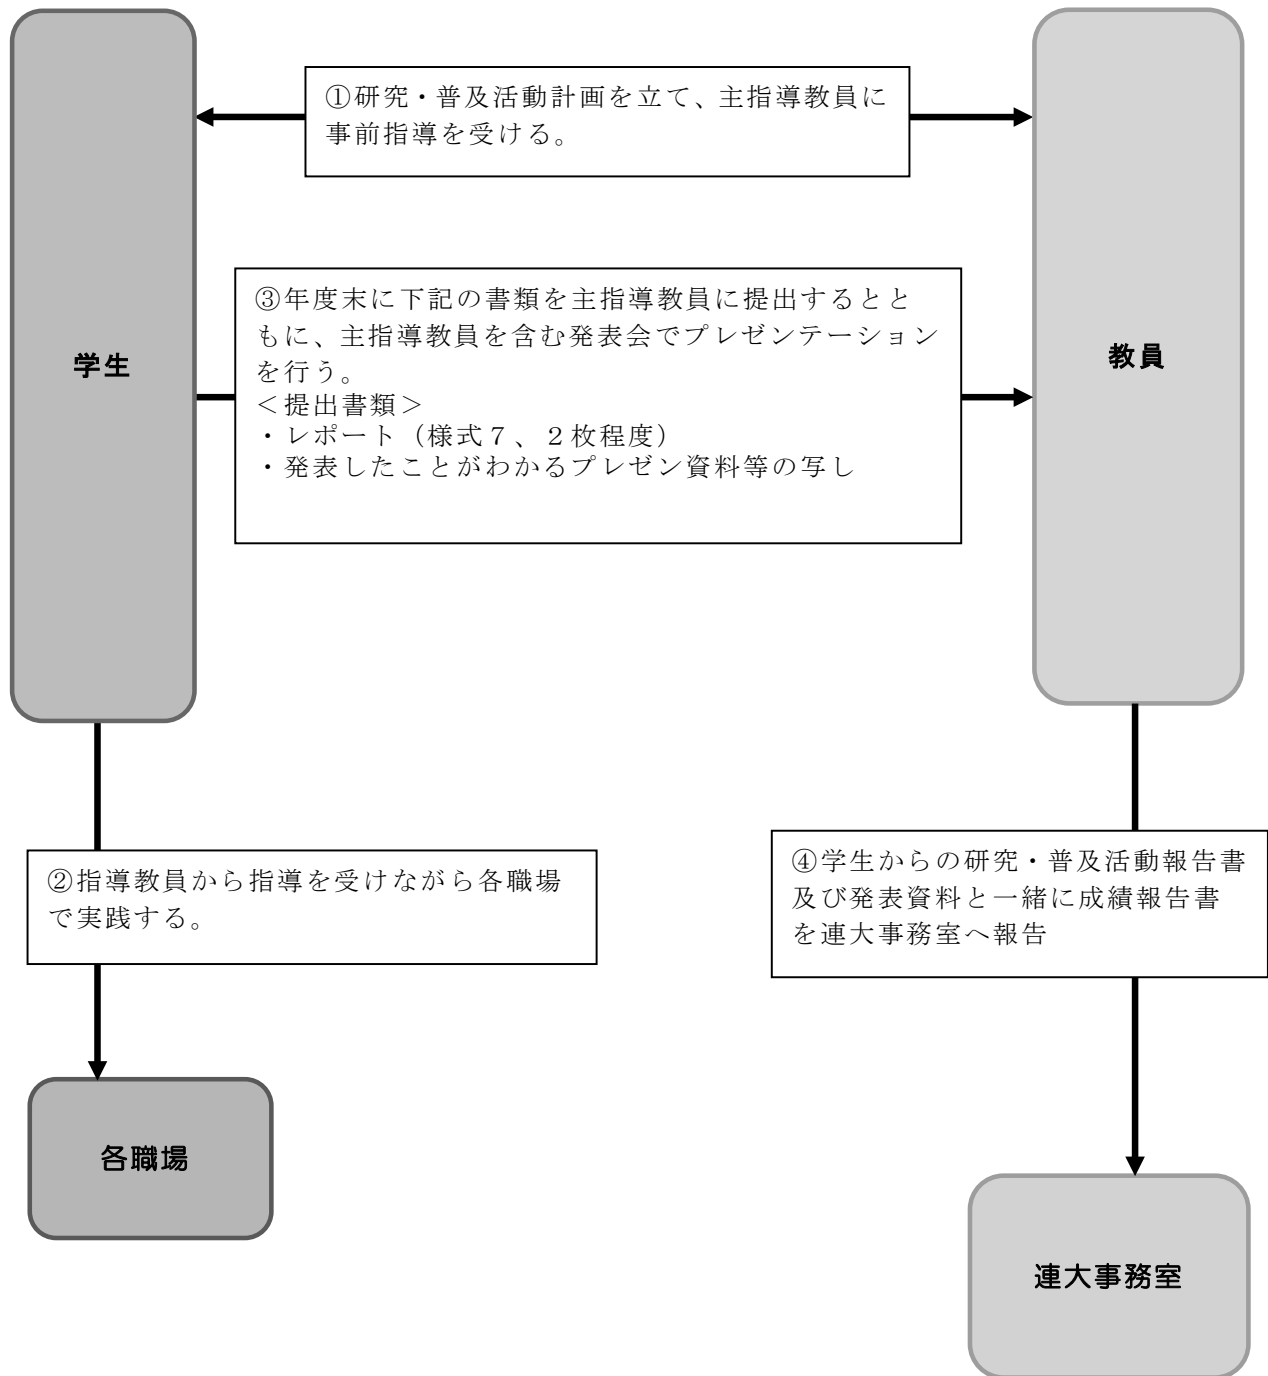 ①研究・普及活動計画を立て、主指導教員に
事前指導を受ける。
③年度末に下記の書類を主指導教員に提出するとと
もに、主指導教員を含む発表会でプレゼンテーション
を行う。
＜提出書類＞
・レポート（様式７、２枚程度）
・発表したことがわかるプレゼン資料等の写し
学生
教員
②指導教員から指導を受けながら各職場
で実践する。
④学生からの研究・普及活動報告書
及び発表資料と一緒に成績報告書
を連大事務室へ報告
各職場
連大事務室